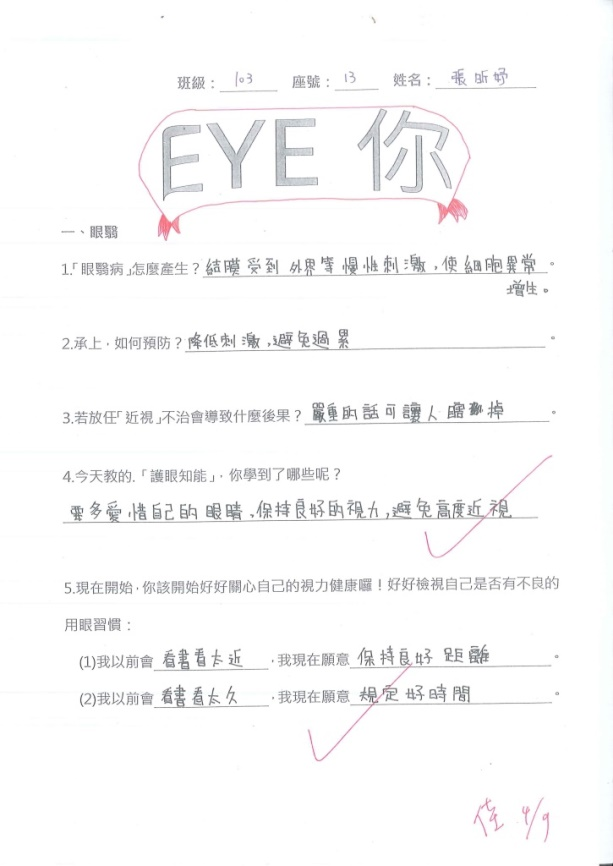 班級：103 座號：13 姓名：張昕妤
EYE 你
一、眼翳
1.「眼翳病」怎麼產生？結膜受到外界等慢性刺激，使細胞異常。
增生。
2.承上，如何預防？降低刺激，避免過累。
3.若放任「近視」不治會導致什麼後果？嚴重的話可讓人瞎掉。
4.今天教的.「護眼知能」，你學到了哪些呢？
要多愛惜自己的眼睛、保持良好的視力，避免高度近視
5.現在開始，你該開始好好關心自己的視力健康囉！好好檢視自己是否有不良的
用眼習慣：
(1)我以前會看書看太近，我現在願意保持良好距離。
(2)我以前會看書看太久，我現在願意規定好時間。
佳 4/9